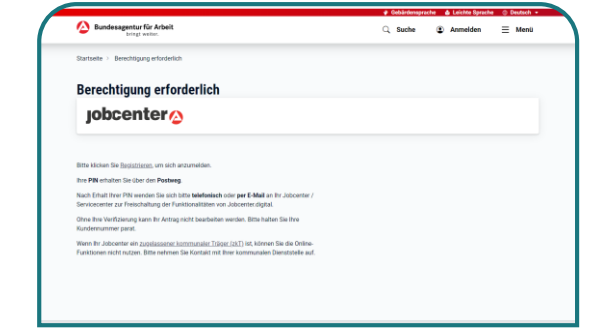 Gebärdensprache Leichte Sprache Deutsch
Bundesagentur für Arbeit
bringt weiter.
Suche Anmelden Menü
Startseite > Berechtigung erforderlich
Berechtigung erforderlich
jobcenter
Bitte klicken Sie Registrieren, um sich anzumelden.
Ihre PIN erhalten Sie über den Postweg.
Nach Erhalt Ihrer PIN wenden Sie sich bitte telefonisch oder per E-Mail an Ihr Jobcenter /
Servicecenter zur Freischaltung der Funktionalitäten von Jobcenter.digital.
Ohne Ihre Verifizierung kann Ihr Antrag nicht bearbeiten werden. Bitte halten Sie Ihre
Kundennummer parat.
Wenn Ihr Jobcenter ein zugelassener kommunaler Träger (zkT) ist, können Sie die Online-
Funktionen nicht nutzen. Bitte nehmen Sie Kontakt mit Ihrer kommunalen Dienststelle auf.